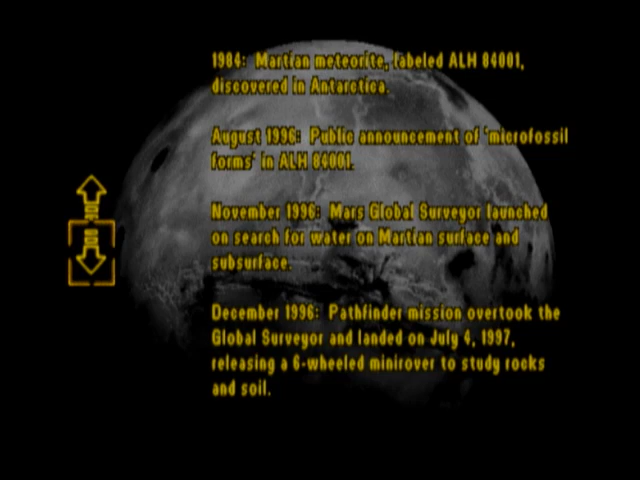 1984: Martian meteorite, labeled ALH 84001,
discovered in Antarctica.
August 1996: Public announcement of 'microfossil
forms' in ALH 84001.
November 1996: Mars Global Surveyor launched
on search for water on Martian surface and
subsurface.
December 1996: Pathfinder mission overtook the
Global Surveyor and landed on July 4, 1997,
releasing a 6-wheeled minirover to study rocks
and soil.